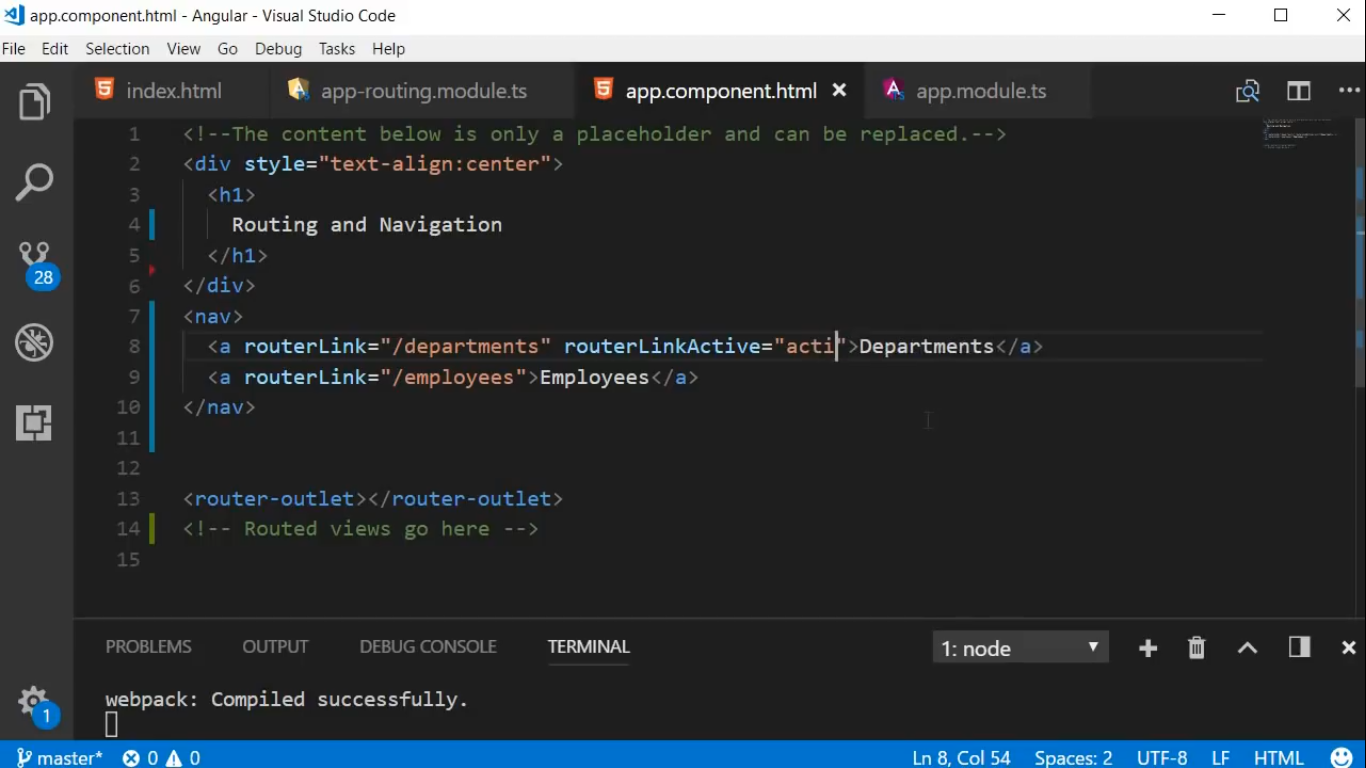 app.component.html - Angular - Visual Studio Code
File Edit Selection View Go Debug Tasks Help
index.html app-routing.module.ts app.component.html app.module.ts
1 <!--The content below is only a placeholder and can be replaced.-->
2 <div style="text-align:center">
3 <h1>
4 Routing and Navigation
5 </h1>
6 </div>
7 <nav>
8 <a routerLink="/departments" routerLinkActive="acti">Departments</a>
9 <a routerLink="/employees">Employees</a>
10 </nav>
11
12
13 <router-outlet></router-outlet>
14 <!-- Routed views go here -->
15
28
1
PROBLEMS OUTPUT DEBUG CONSOLE TERMINAL 1: node
webpack: Compiled successfully.
master* 0 0 Ln 8, Col 54 Spaces: 2 UTF-8 LF HTML